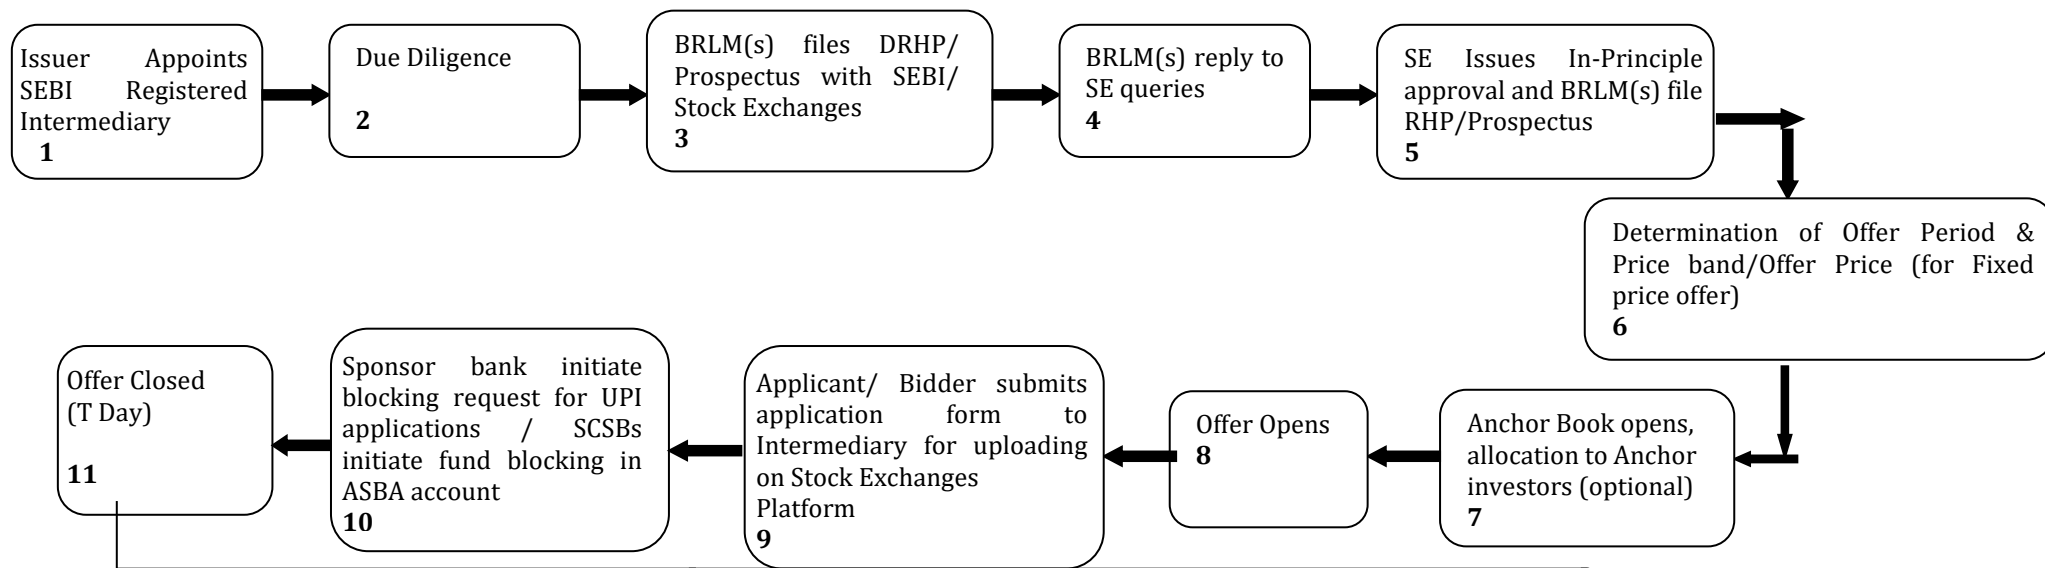 Issuer Appoints
SEBI Registered
Intermediary
1
Due Diligence
2
BRLM(s) files DRHP/
Prospectus with SEBI/
Stock Exchanges
3
BRLM(s) reply to
SE queries
4
SE Issues In-Principle
approval and BRLM(s) file
RHP/Prospectus
5
Determination of Offer Period &
Price band/Offer Price (for Fixed
price offer)
6
Anchor Book opens,
allocation to Anchor
investors (optional)
7
Offer Opens
8
Applicant/ Bidder submits
application form to
Intermediary for uploading
on Stock Exchanges
Platform
9
Sponsor bank initiate
blocking request for UPI
applications / SCSBs
initiate fund blocking in
ASBA account
10
Offer Closed
(T Day)
11